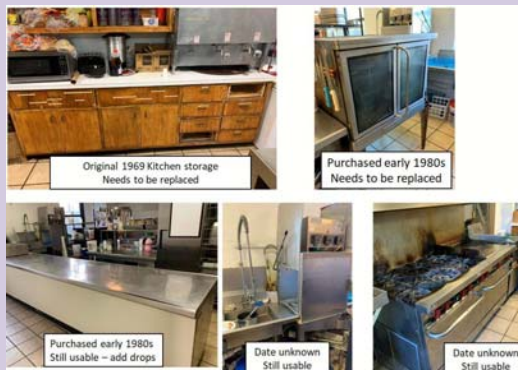 Original 1969 Kitchen storage
Needs to be replaced
Purchased early 1980s
Needs to be replaced
Purchased early 1980s
Still usable – add drops
Date unknown
Still usable
Date unknown
Still usable